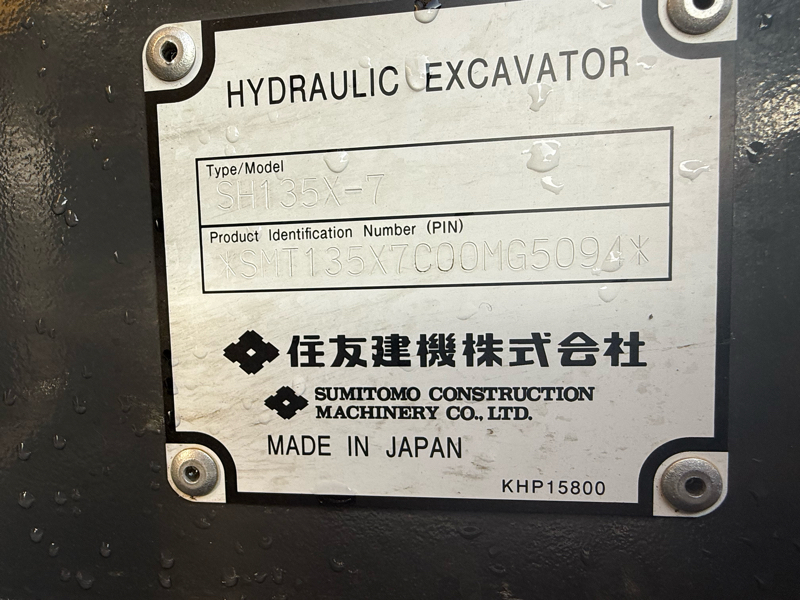 HYDRAULIC EXCAVATOR
Type/Model
SH135X-7
Product Identification Number (PIN)
*SMT135X7C00MG5094*
住友建機株式会社
SUMITOMO CONSTRUCTION
MACHINERY CO., LTD.
MADE IN JAPAN
KHP15800